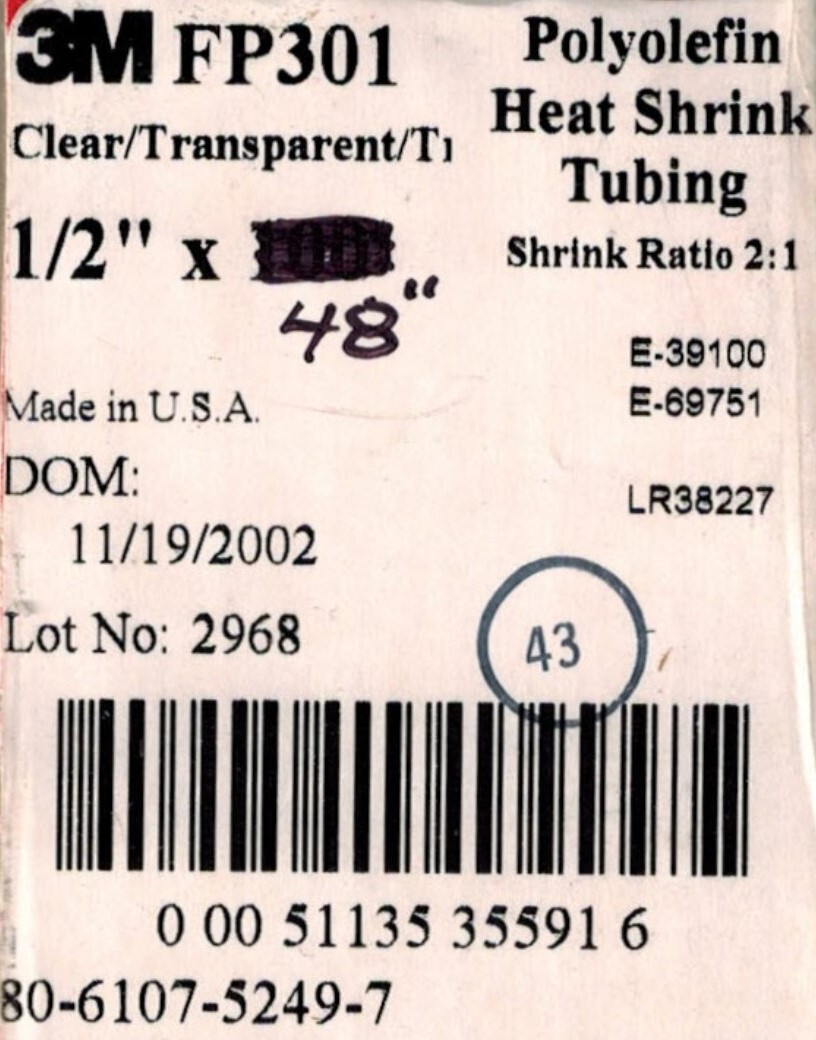 3M FP301
Clear/Transparent/
1/2" x
48"
Made in U.S.A.
DOM:
11/19/2002
Lot No: 2968
Polyolefin
Heat Shrink
Tubing
Shrink Ratio 2:1
E-39100
E-69751
LR38227
43
0 00 51135 35591 6
80-6107-5249-7